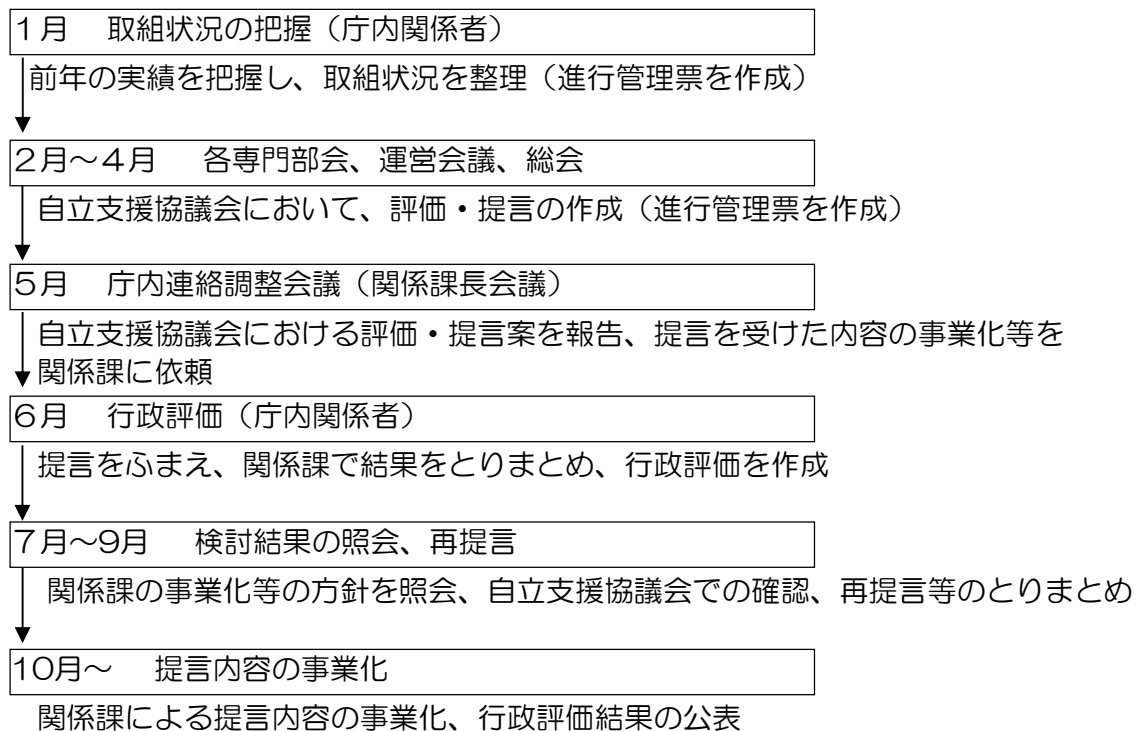 1月　取組状況の把握（庁内関係者）
前年の実績を把握し、取組状況を整理（進行管理票を作成）
2月～4月　各専門部会、運営会議、総会
自立支援協議会において、評価・提言の作成（進行管理票を作成）
5月　庁内連絡調整会議（関係課長会議）
自立支援協議会における評価・提言案を報告、提言を受けた内容の事業化等を
関係課に依頼
6月　行政評価（庁内関係者）
提言をふまえ、関係課で結果をとりまとめ、行政評価を作成
7月～9月　検討結果の照会、再提言
関係課の事業化等の方針を照会、自立支援協議会での確認、再提言等のとりまとめ
10月～　提言内容の事業化
関係課による提言内容の事業化、行政評価結果の公表